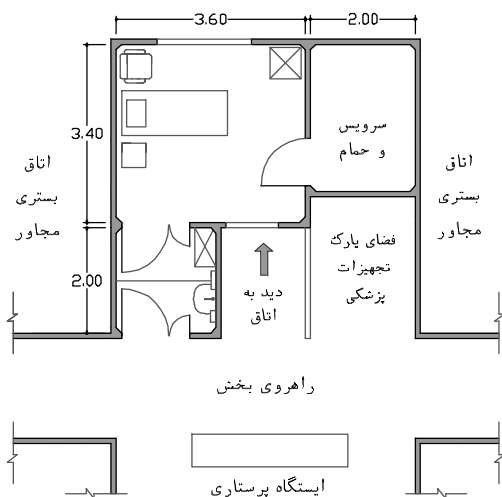 3.60
2.00
3.40
2.00
سرویس
و حمام
اتاق
بستری
مجاور
اتاق
بستری
مجاور
فضای پارک
تجهیزات
پزشکی
دید به
اتاق
راهروی بخش
ایستگاه پرستاری